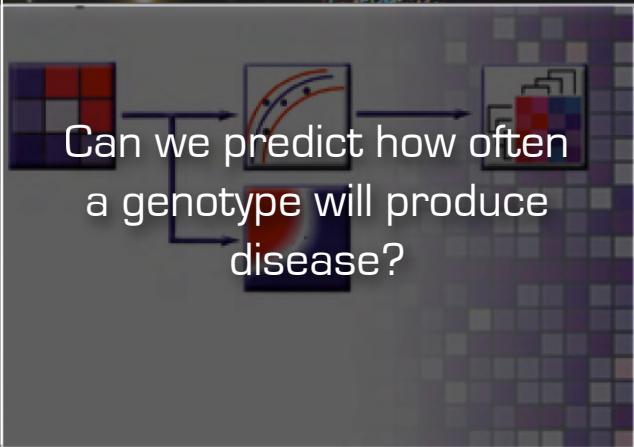 Can we predict how often
a genotype will produce
disease?